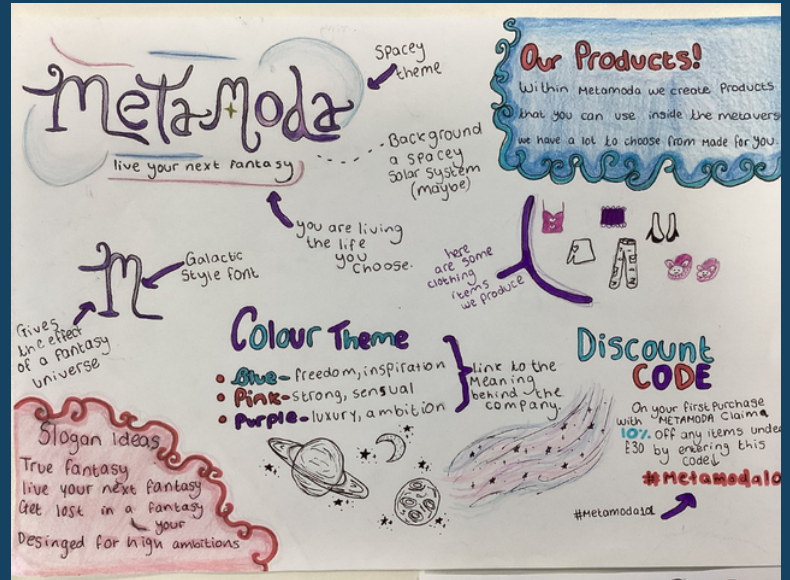 MetaModa
live your next fantasy
Spacey
theme
Background
a spacey
solar system
(maybe)
you are living
the life
you
choose.
Our Products!
Within Metamoda we create Products
that you can use inside the metavers
we have a lot to choose from made for you.
here
are some
clothing
items
we produce
M
Galactic
Style font
Gives
the effect
of a fantasy
universe
Colour Theme
Blue- freedom, inspiration
Pink- strong, sensual
Purple- luxury, ambition
link to the
Meaning
behind the
company.
Discount
CODE
On your first purchase
with METAMODA Claim a
10% off any items unde
£30 by entering this
code↓
#Metamoda10
#Metamoda101
Slogan Ideas
True fantasy
live your next fantasy
Get lost in a fantasy
your
Desinged for high ambitions